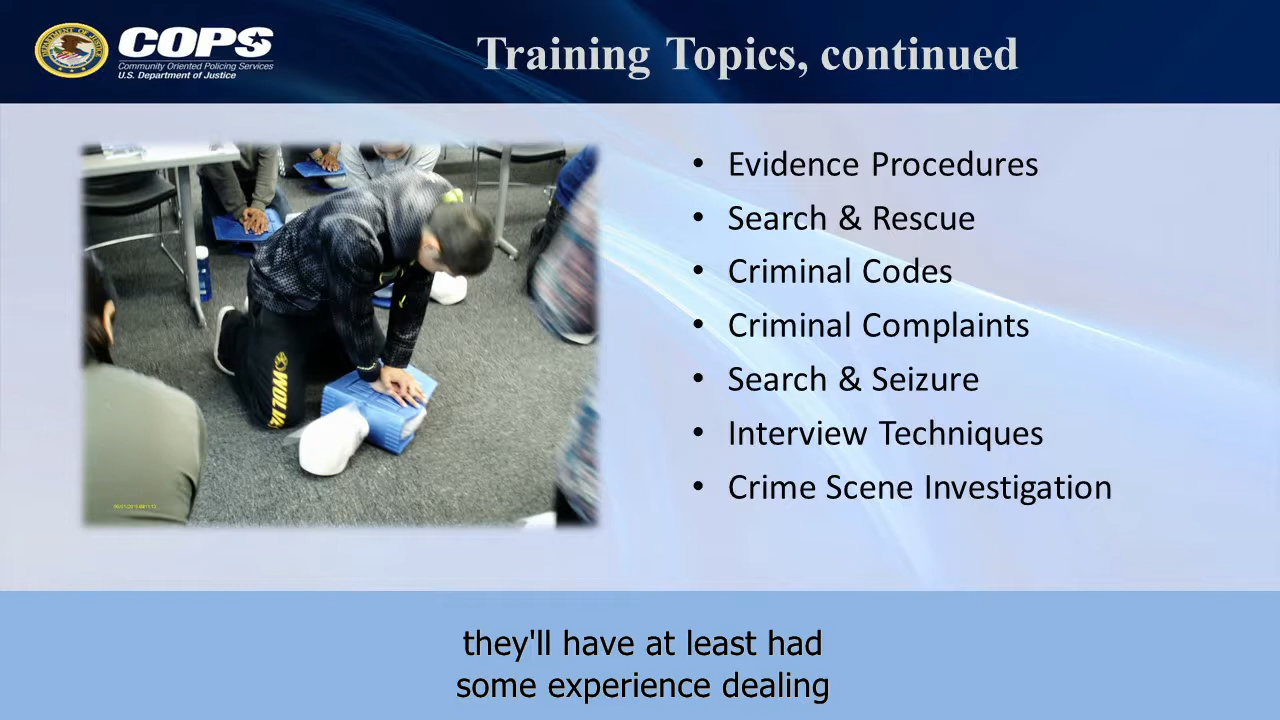 COPS
Community Oriented Policing Services
U.S. Department of Justice
Training Topics, continued
• Evidence Procedures
• Search & Rescue
• Criminal Codes
• Criminal Complaints
• Search & Seizure
• Interview Techniques
• Crime Scene Investigation
they'll have at least had
some experience dealing